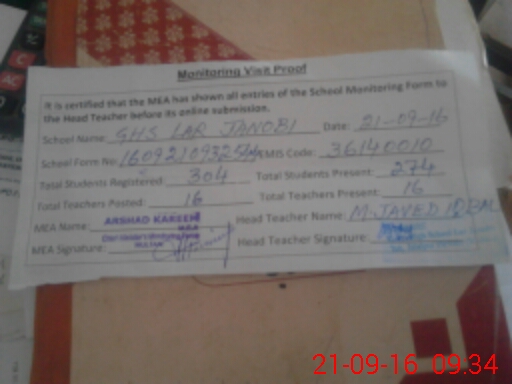 Monitoring Visit Proof
It is certified that the MEA has shown all entries of the School Monitoring Form to
the Head Teacher before its online submission.
School Name: GHS LAR JANOBI Date: 21-09-16
School Form No: EMIS Code: 36140010
Total Students Registered: 304 Total Students Present: 274
Total Teachers Posted: 16 Total Teachers Present: 16
MEA Name: ARSHAD KAREEM Head Teacher Name: M. JAVED IQBAL
MEA Signature: Head Teacher Signature:
21-09-16 09:34